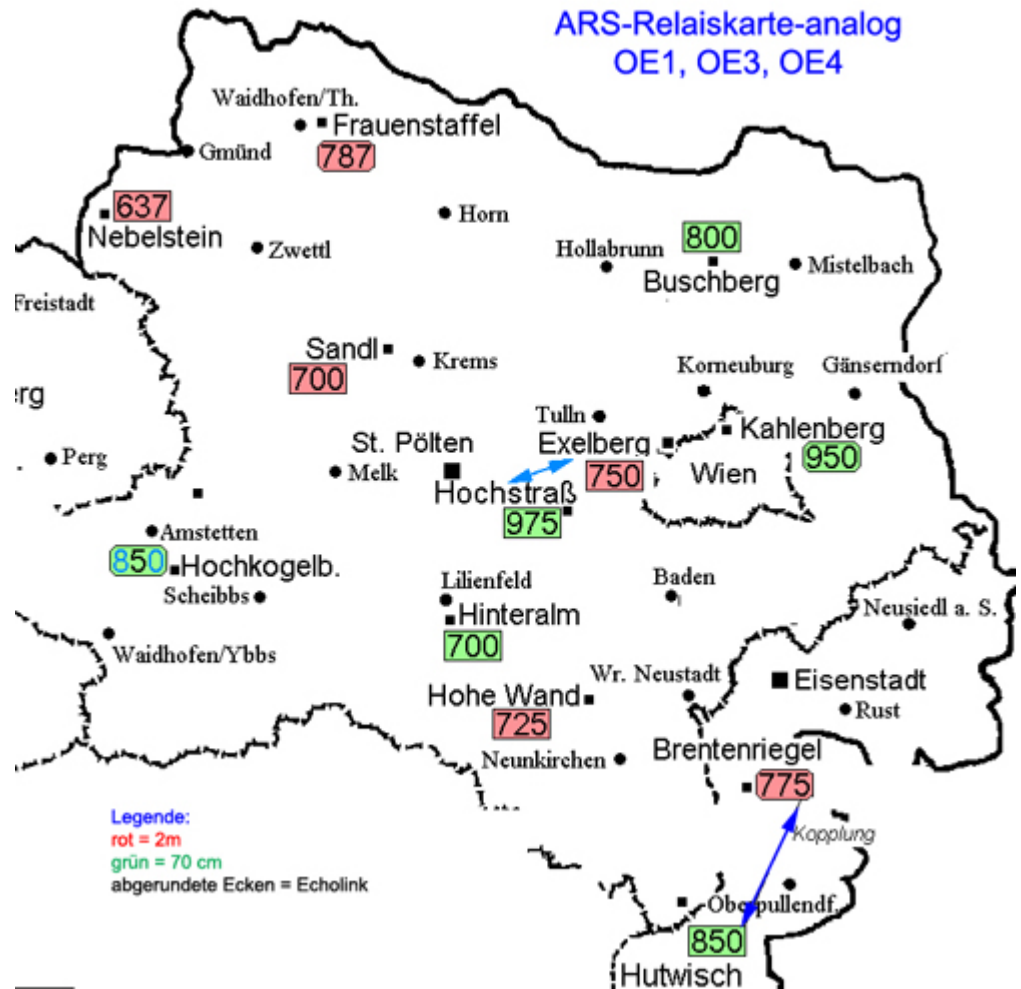 ARS-Relaiskarte-analog
OE1, OE3, OE4
Waidhofen/Th.
Frauenstaffel
787
Gmünd
637
Nebelstein
Horn
Zwettl
800
Hollabrunn
Buschberg
Mistelbach
Freistadt
Sandl
700
Krems
Korneuburg
Gänserndorf
erg
Tulln
Kahlenberg
950
St. Pölten
Exelberg
750
Wien
Perg
Melk
Hochstraß
975
Amstetten
850
Hochkogelb.
Scheibbs
Lilienfeld
Hinteralm
700
Baden
Neusiedl a. S.
Waidhofen/Ybbs
Wr. Neustadt
Eisenstadt
Hohe Wand
725
Rust
Neunkirchen
Brentenriegel
775
Kopplung
Legende:
rot = 2m
grün = 70 cm
abgerundete Ecken = Echolink
Oberpullendf.
850
Hutwisch